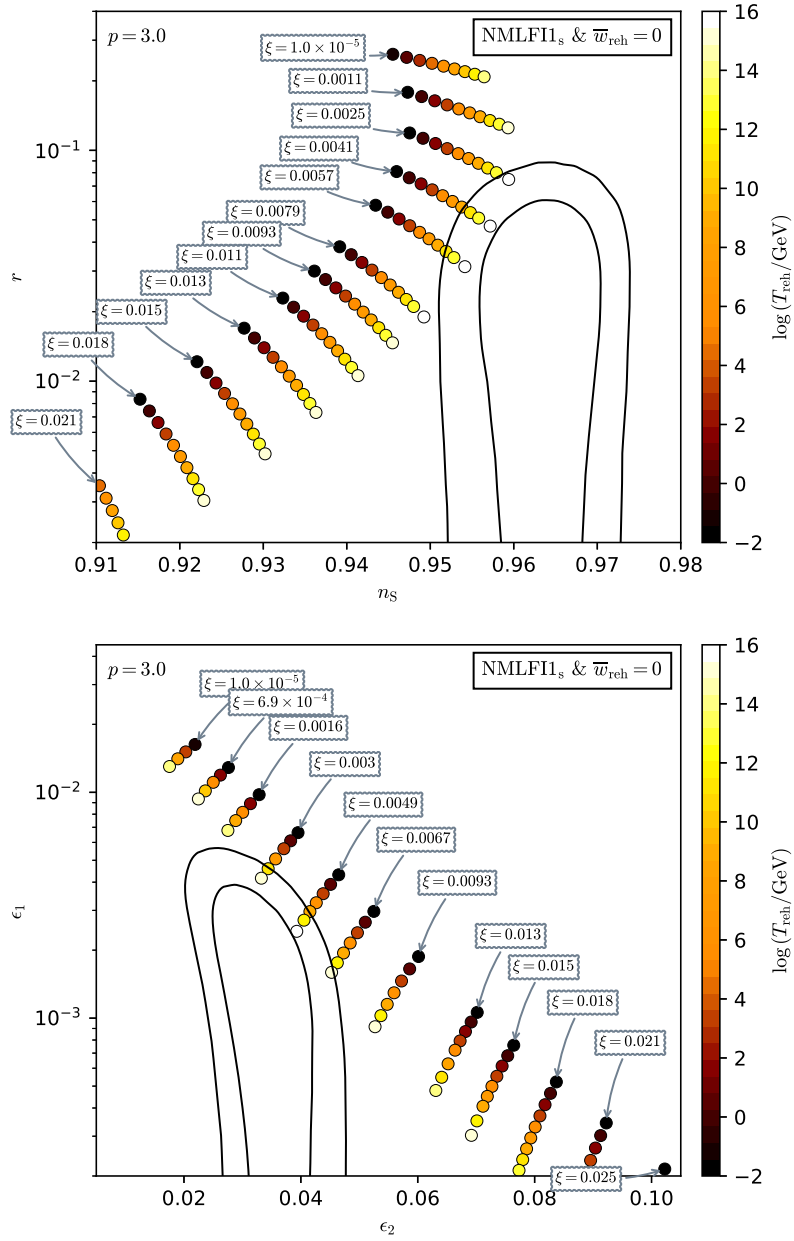 p = 3.0
NMLFI1ₛ & w̅_reh = 0
ξ = 1.0 × 10⁻⁵
ξ = 0.0011
ξ = 0.0025
ξ = 0.0041
ξ = 0.0057
ξ = 0.0079
ξ = 0.0093
ξ = 0.011
ξ = 0.013
ξ = 0.015
ξ = 0.018
ξ = 0.021
10⁻¹
10⁻²
r
0.91 0.92 0.93 0.94 0.95 0.96 0.97 0.98
n_S
16
14
12
10
8
6
4
2
0
−2
log (T_reh/GeV)
p = 3.0
NMLFI1ₛ & w̅_reh = 0
ξ = 1.0 × 10⁻⁵
ξ = 6.9 × 10⁻⁴
ξ = 0.0016
ξ = 0.003
ξ = 0.0049
ξ = 0.0067
ξ = 0.0093
ξ = 0.013
ξ = 0.015
ξ = 0.018
ξ = 0.021
ξ = 0.025
10⁻²
10⁻³
ϵ₁
0.02 0.04 0.06 0.08 0.10
ϵ₂
16
14
12
10
8
6
4
2
0
−2
log (T_reh/GeV)